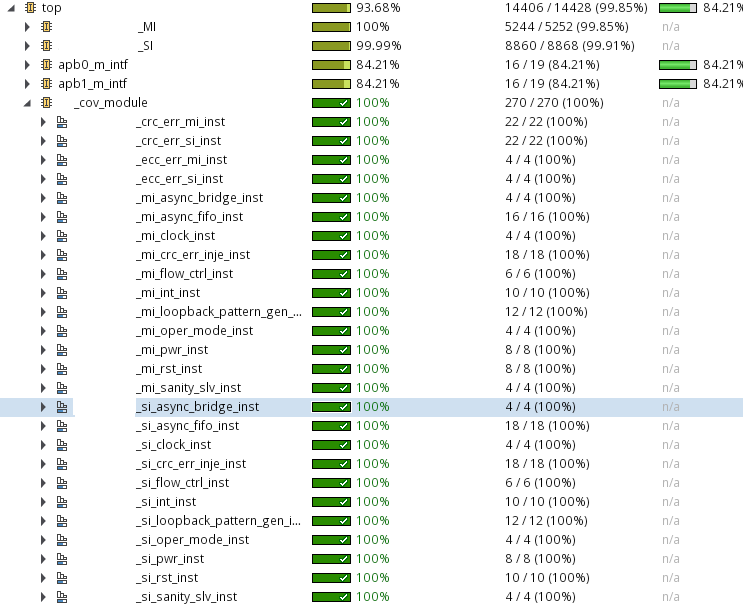 top 93.68% 14406 / 14428 (99.85%) 84.21%
_MI 100% 5244 / 5252 (99.85%) n/a
_SI 99.99% 8860 / 8868 (99.91%) n/a
apb0_m_intf 84.21% 16 / 19 (84.21%) 84.21%
apb1_m_intf 84.21% 16 / 19 (84.21%) 84.21%
_cov_module 100% 270 / 270 (100%) n/a
_crc_err_mi_inst 100% 22 / 22 (100%) n/a
_crc_err_si_inst 100% 22 / 22 (100%) n/a
_ecc_err_mi_inst 100% 4 / 4 (100%) n/a
_ecc_err_si_inst 100% 4 / 4 (100%) n/a
_mi_async_bridge_inst 100% 4 / 4 (100%) n/a
_mi_async_fifo_inst 100% 16 / 16 (100%) n/a
_mi_clock_inst 100% 4 / 4 (100%) n/a
_mi_crc_err_inje_inst 100% 18 / 18 (100%) n/a
_mi_flow_ctrl_inst 100% 6 / 6 (100%) n/a
_mi_int_inst 100% 10 / 10 (100%) n/a
_mi_loopback_pattern_gen_... 100% 12 / 12 (100%) n/a
_mi_oper_mode_inst 100% 4 / 4 (100%) n/a
_mi_pwr_inst 100% 8 / 8 (100%) n/a
_mi_rst_inst 100% 8 / 8 (100%) n/a
_mi_sanity_slv_inst 100% 4 / 4 (100%) n/a
_si_async_bridge_inst 100% 4 / 4 (100%) n/a
_si_async_fifo_inst 100% 18 / 18 (100%) n/a
_si_clock_inst 100% 4 / 4 (100%) n/a
_si_crc_err_inje_inst 100% 18 / 18 (100%) n/a
_si_flow_ctrl_inst 100% 6 / 6 (100%) n/a
_si_int_inst 100% 10 / 10 (100%) n/a
_si_loopback_pattern_gen_i... 100% 12 / 12 (100%) n/a
_si_oper_mode_inst 100% 4 / 4 (100%) n/a
_si_pwr_inst 100% 8 / 8 (100%) n/a
_si_rst_inst 100% 10 / 10 (100%) n/a
_si_sanity_slv_inst 100% 4 / 4 (100%) n/a